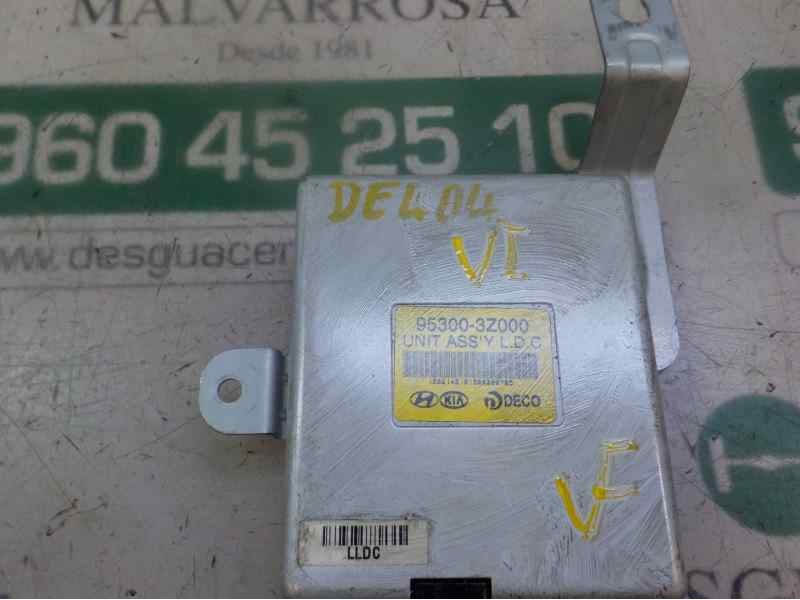 MALVARROSA
Desde 1981
960 45 25 10
www.desguacer
DEL04
VI
95300-3Z000
UNIT ASS'Y L.D.C
KIA DECO
VF
LLDC